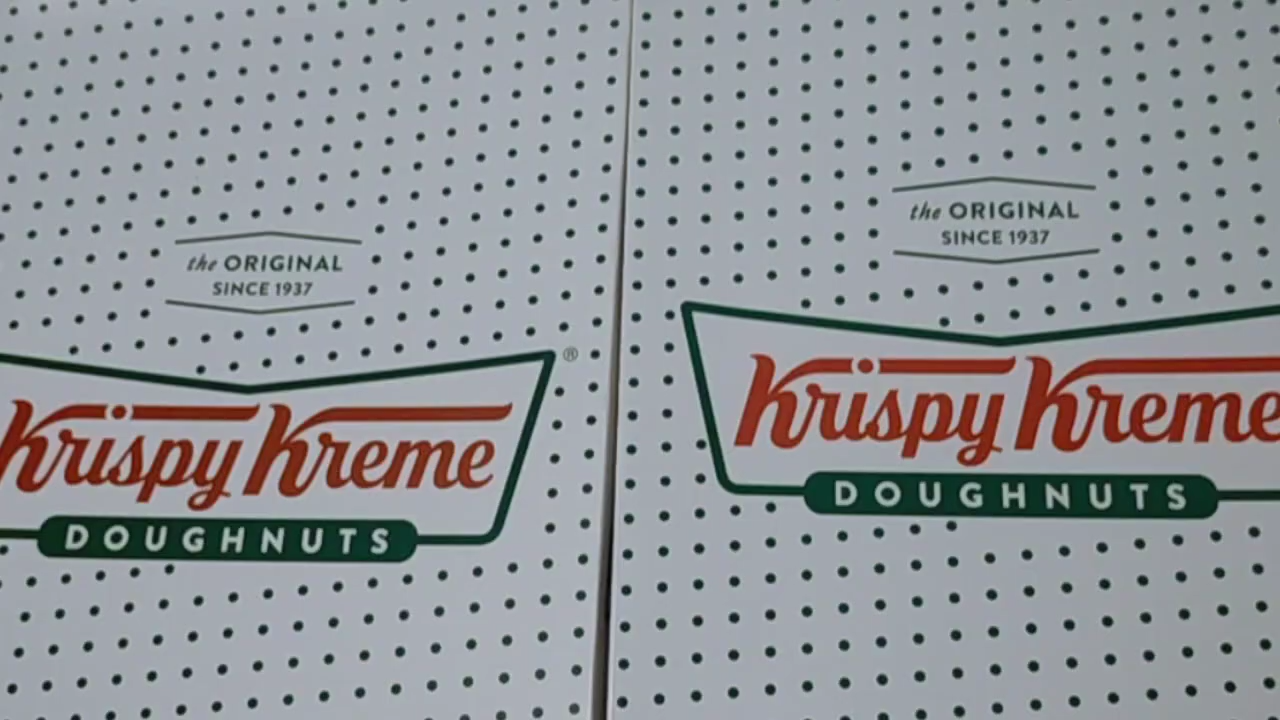 the ORIGINAL
SINCE 1937
Krispy Kreme
®
DOUGHNUTS
the ORIGINAL
SINCE 1937
Krispy Kreme
DOUGHNUTS